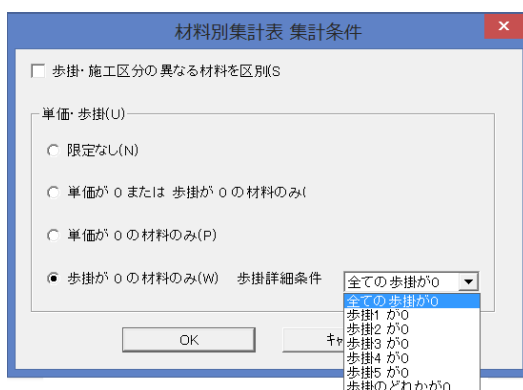 材料別集計表 集計条件
歩掛・施工区分の異なる材料を区別(S
単価・歩掛(U)
限定なし(N)
単価が 0 または 歩掛が 0 の材料のみ(
単価が 0 の材料のみ(P)
歩掛が 0 の材料のみ(W) 歩掛詳細条件 全ての歩掛が0
全ての歩掛が0
歩掛1 が0
歩掛2 が0
歩掛3 が0
歩掛4 が0
歩掛5 が0
歩掛のどれかが0
OK
キャ